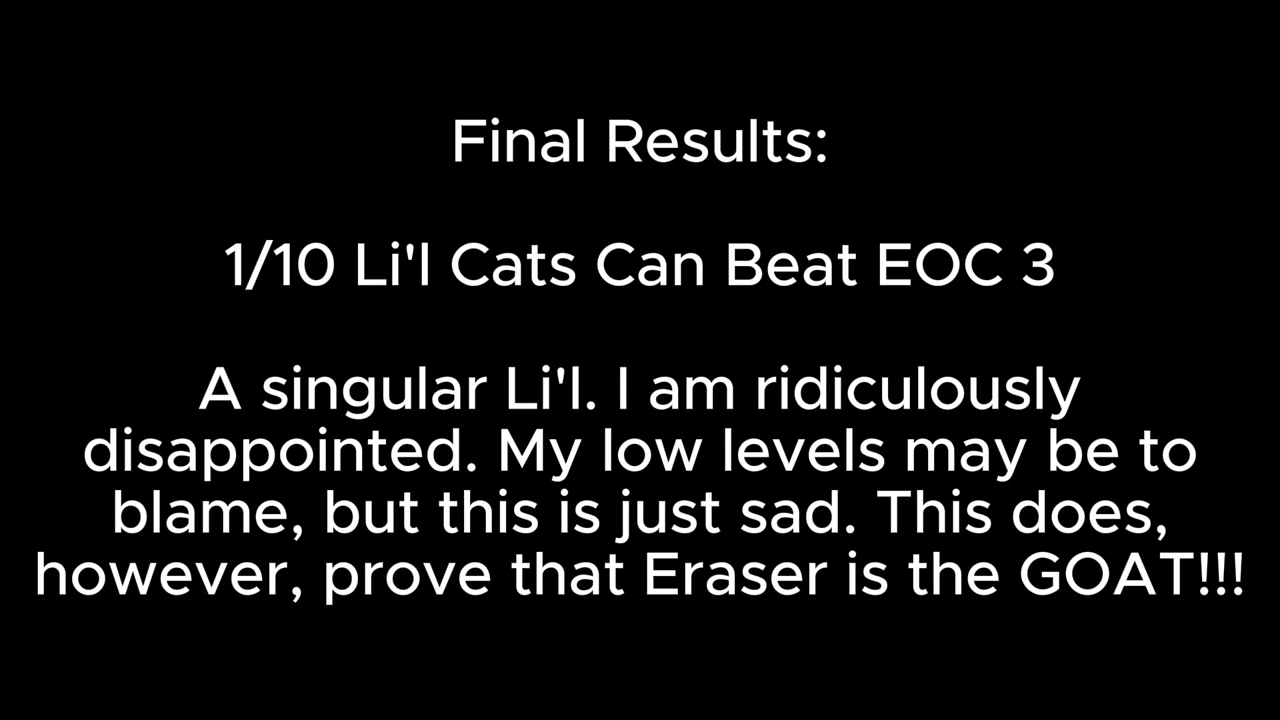 Final Results:
1/10 Li'l Cats Can Beat EOC 3
A singular Li'l. I am ridiculously
disappointed. My low levels may be to
blame, but this is just sad. This does,
however, prove that Eraser is the GOAT!!!